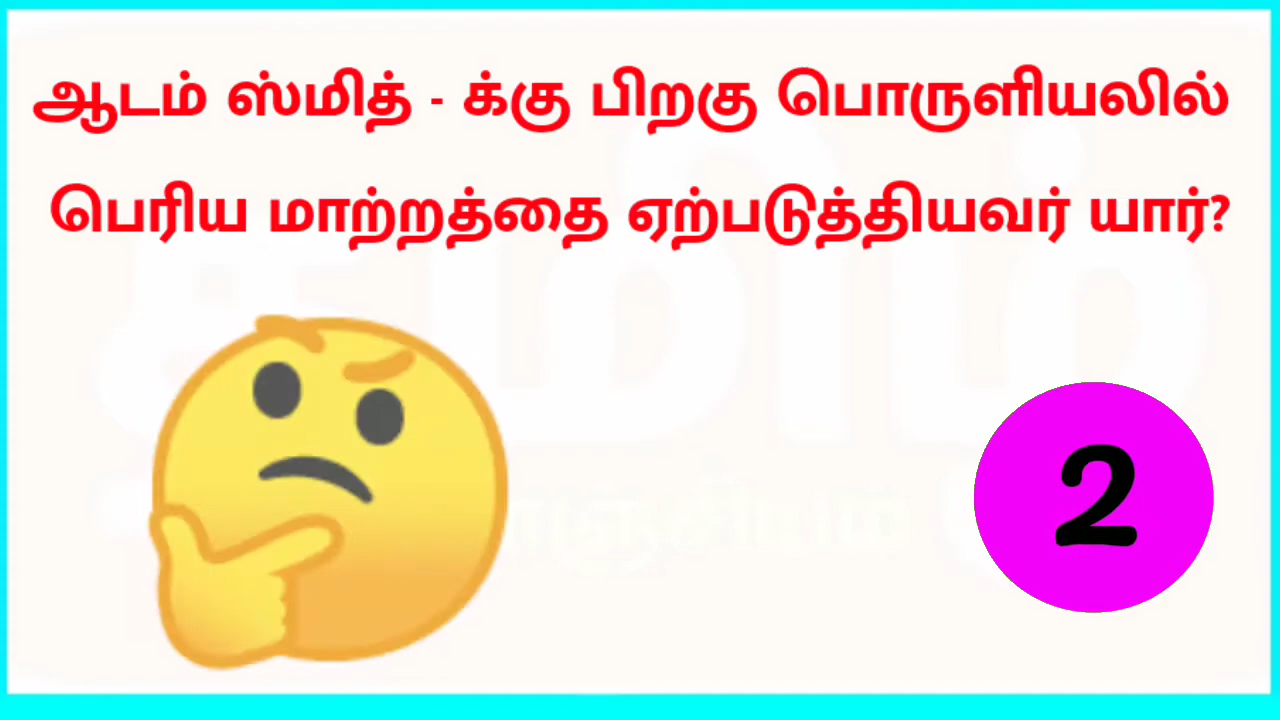 ஆடம் ஸ்மித் - க்கு பிறகு பொருளியலில்
பெரிய மாற்றத்தை ஏற்படுத்தியவர் யார்?
2